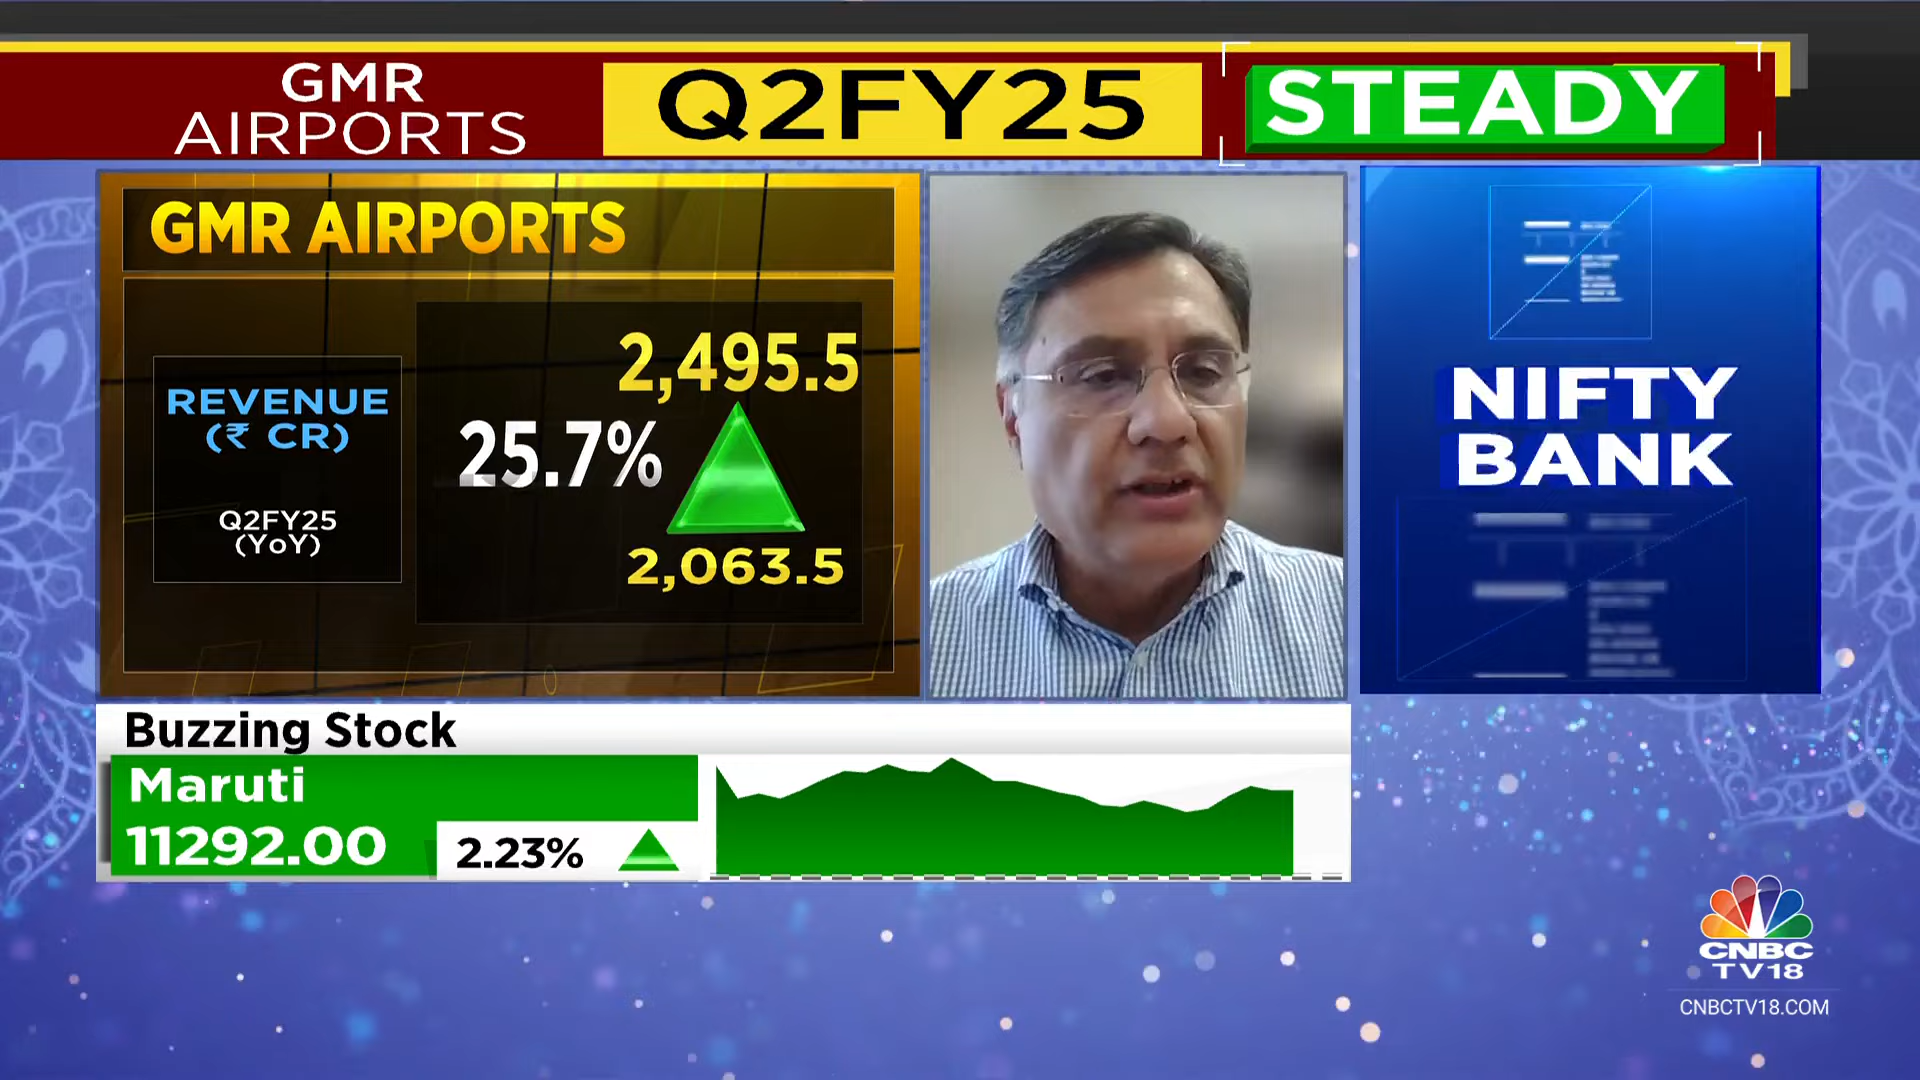 GMR
AIRPORTS
Q2FY25
STEADY
GMR AIRPORTS
REVENUE
(₹ CR)
Q2FY25
(YoY)
2,495.5
25.7%
2,063.5
NIFTY
BANK
Buzzing Stock
Maruti
11292.00
2.23%
CNBC
TV18
CNBCTV18.COM